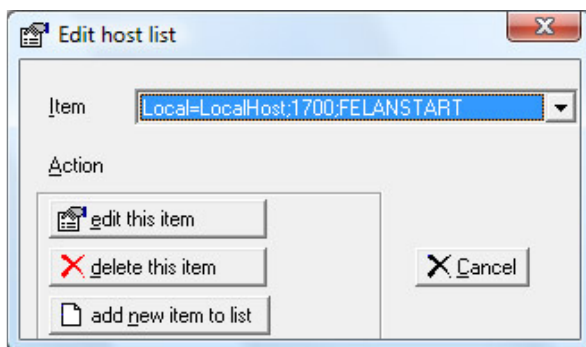 Edit host list
Item Local=LocalHost;1700;FELANSTART
Action
edit this item
delete this item
Cancel
add new item to list